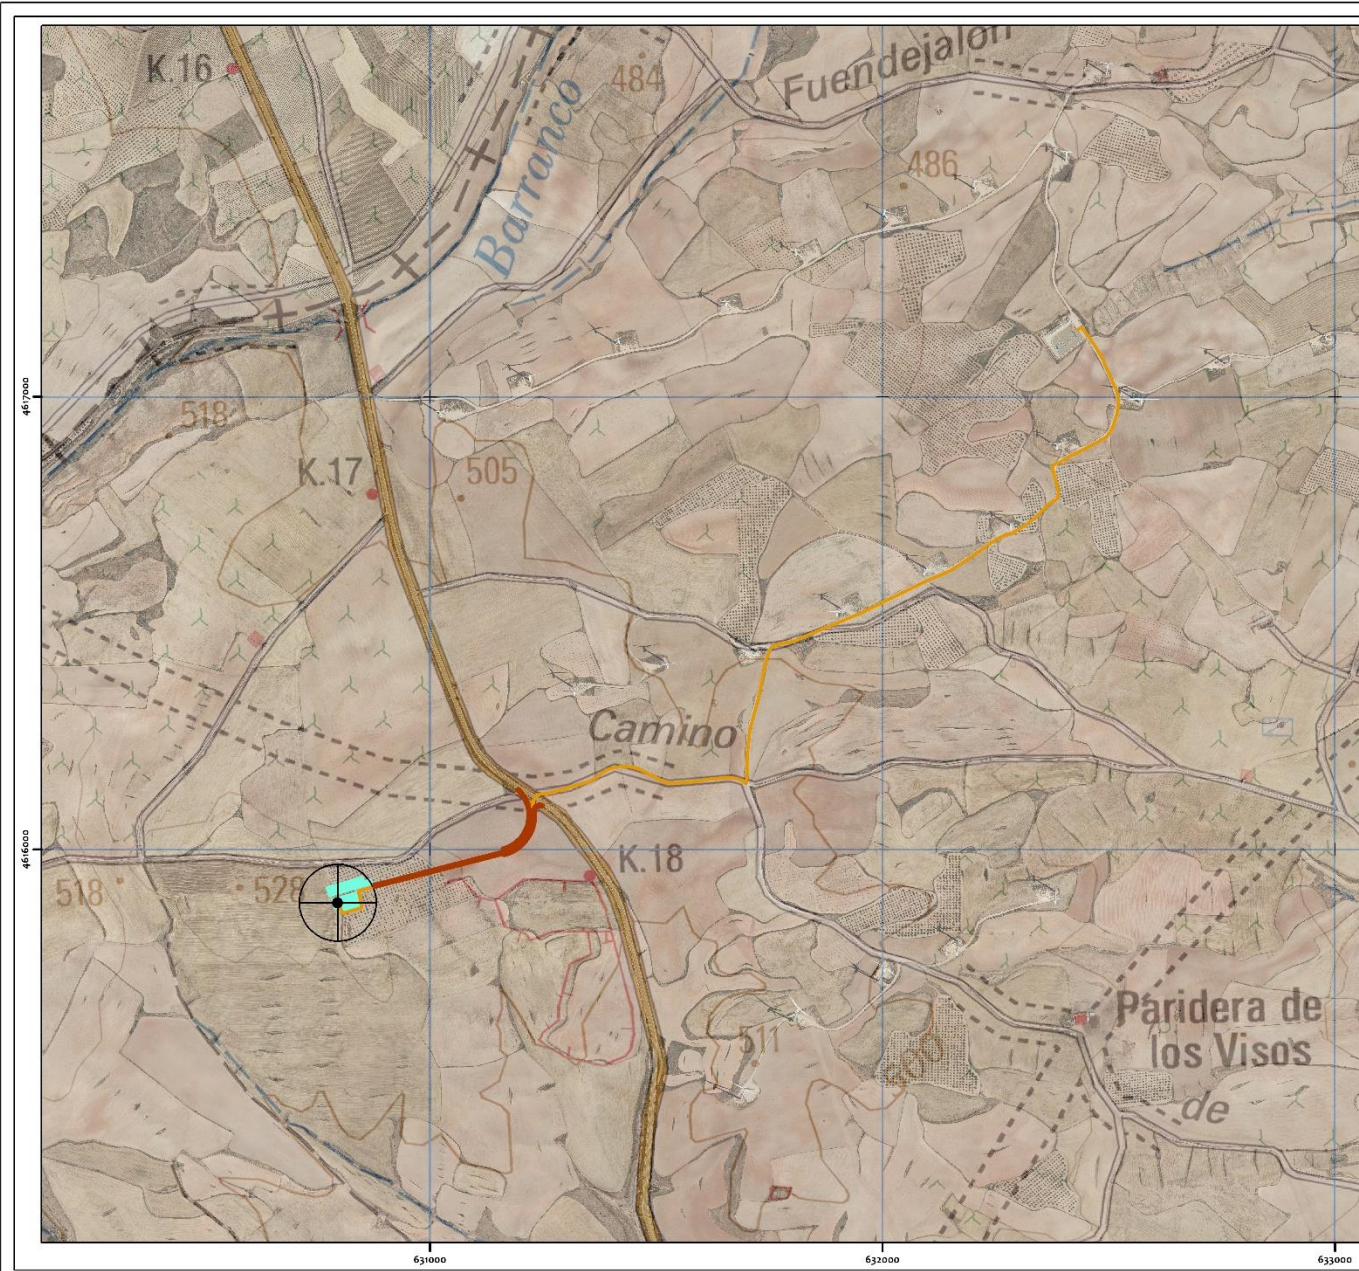 Fuendejalón
K.16
484
Barranco
486
4617000
518
K.17
505
Camino
4616000
K.18
518
528
Paridera de
los Visos
511
500
de
631000
632000
633000